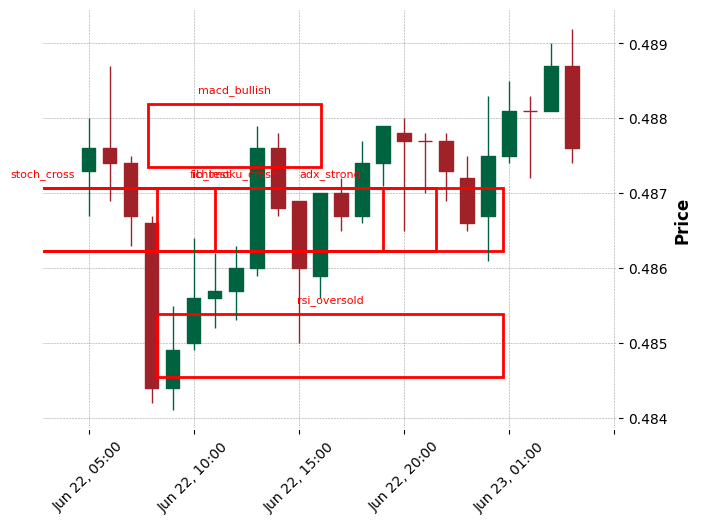 macd_bullish
stoch_cross
adx_strong
rsi_oversold
0.489
0.488
0.487
0.486
0.485
0.484
Price
Jun 22, 05:00
Jun 22, 10:00
Jun 22, 15:00
Jun 22, 20:00
Jun 23, 01:00